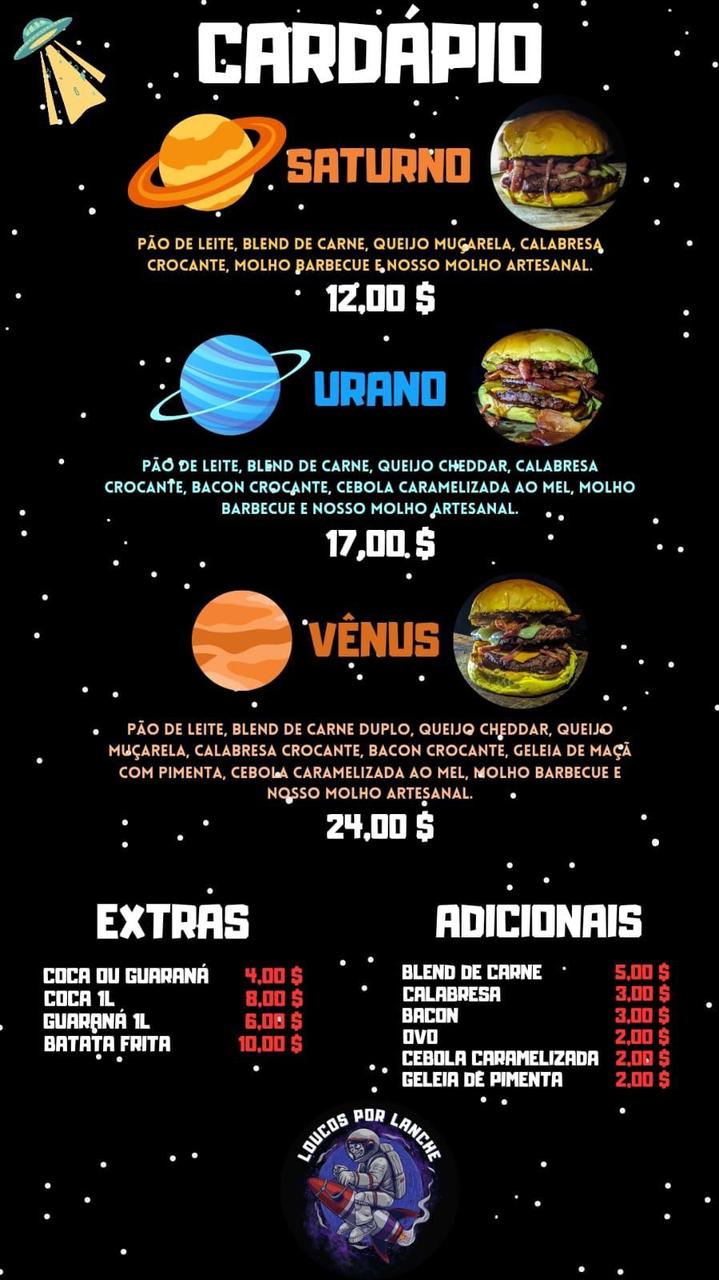 CARDÁPIO
SATURNO
PÃO DE LEITE, BLEND DE CARNE, QUEIJO MUÇARELA, CALABRESA
CROCANTE, MOLHO BARBECUE E NOSSO MOLHO ARTESANAL.
12,00 $
URANO
PÃO DE LEITE, BLEND DE CARNE, QUEIJO CHEDDAR, CALABRESA
CROCANTE, BACON CROCANTE, CEBOLA CARAMELIZADA AO MEL, MOLHO
BARBECUE E NOSSO MOLHO ARTESANAL.
17,00 $
VÊNUS
PÃO DE LEITE, BLEND DE CARNE DUPLO, QUEIJO CHEDDAR, QUEIJO
MUÇARELA, CALABRESA CROCANTE, BACON CROCANTE, GELEIA DE MAÇÃ
COM PIMENTA, CEBOLA CARAMELIZADA AO MEL, MOLHO BARBECUE E
NOSSO MOLHO ARTESANAL.
24,00 $
EXTRAS
COCA OU GUARANÁ 4,00 $
COCA 1L 8,00 $
GUARANÁ 1L 6,00 $
BATATA FRITA 10,00 $
ADICIONAIS
BLEND DE CARNE 5,00 $
CALABRESA 3,00 $
BACON 3,00 $
OVO 2,00 $
CEBOLA CARAMELIZADA 2,00 $
GELEIA DE PIMENTA 2,00 $
LOUCOS POR LANCHE